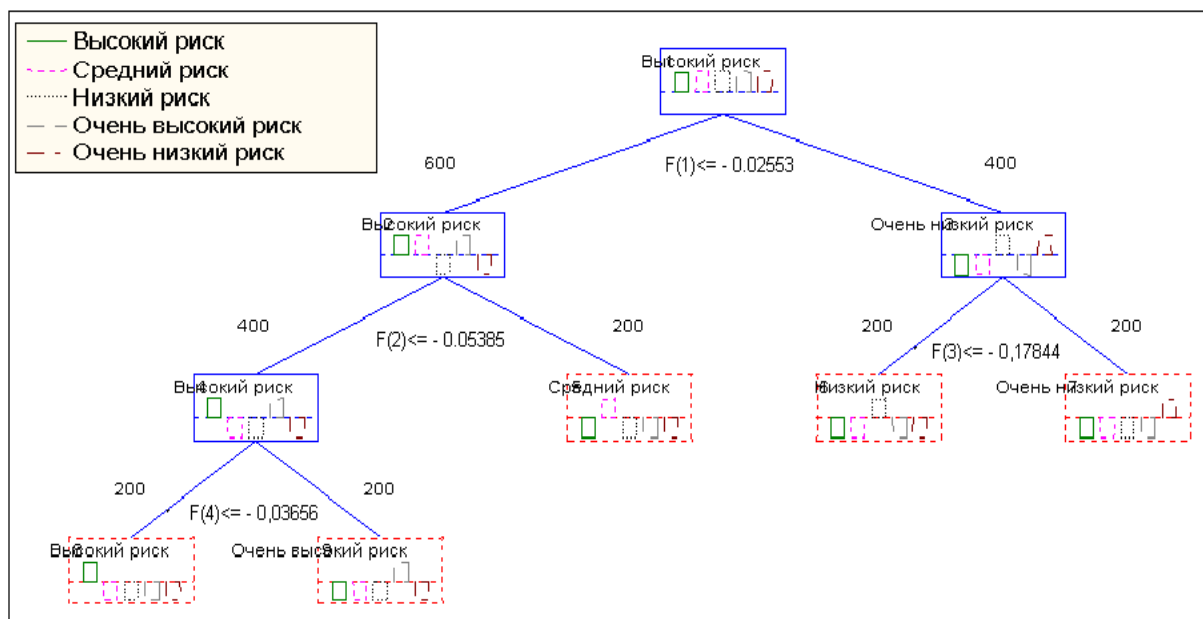 Высокий риск
Средний риск
Низкий риск
Очень высокий риск
Очень низкий риск
Высокий риск
600
F(1)<= - 0.02553
400
Высокий риск
Очень низкий риск
400
F(2)<= - 0.05385
200
200
F(3)<= - 0,17844
200
Высокий риск
Средний риск
Низкий риск
Очень низкий риск
200
F(4)<= - 0,03656
200
Высокий риск
Очень высокий риск